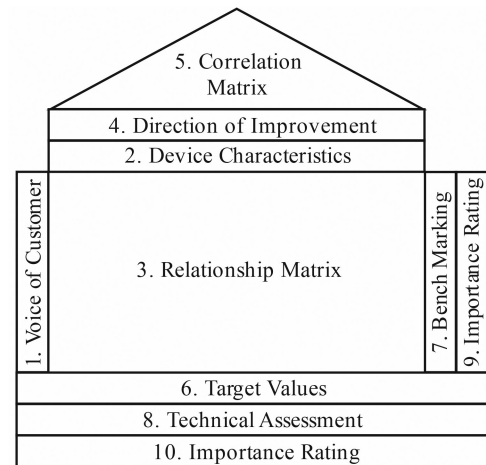 5. Correlation
Matrix
4. Direction of Improvement
2. Device Characteristics
1. Voice of Customer
3. Relationship Matrix
7. Bench Marking
9. Importance Rating
6. Target Values
8. Technical Assessment
10. Importance Rating